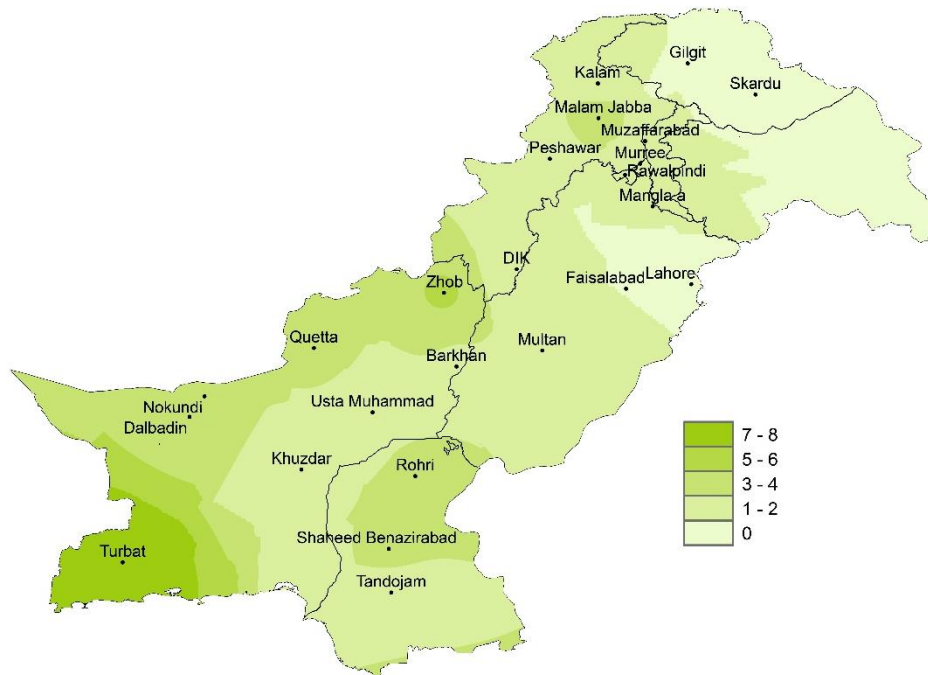 Gilgit
Kalam
Skardu
Malam Jabba
Muzaffarabad
Peshawar
Murree
Rawalpindi
Mangla a
DIK
Zhob
Faisalabad
Lahore
Quetta
Multan
Barkhan
Nokundi
Usta Muhammad
Dalbadin
Khuzdar
Rohri
Shaheed Benazirabad
Turbat
Tandojam
7 - 8
5 - 6
3 - 4
1 - 2
0